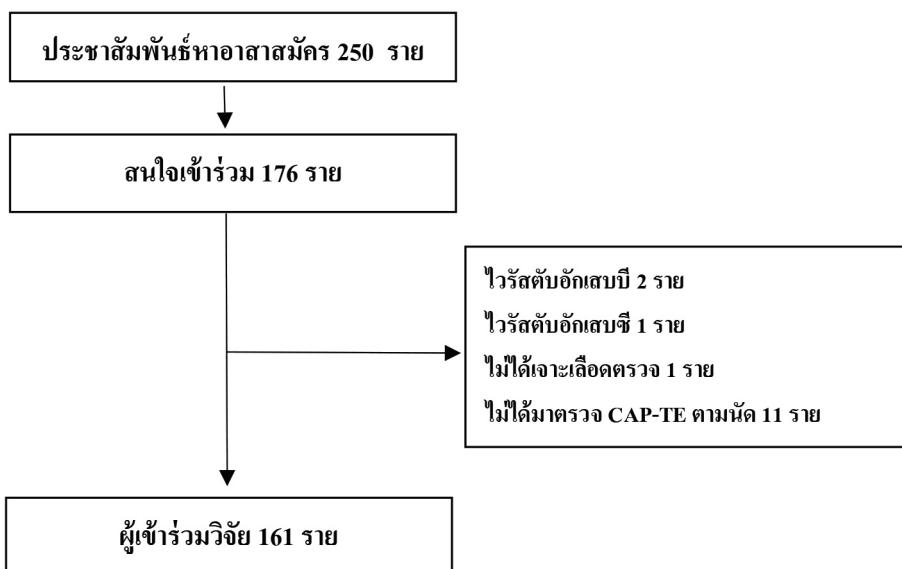 ประชาสัมพันธ์หาอาสาสมัคร 250 ราย
สนใจเข้าร่วม 176 ราย
ไวรัสตับอักเสบบี 2 ราย
ไวรัสตับอักเสบซี 1 ราย
ไม่ได้เจาะเลือดตรวจ 1 ราย
ไม่ได้มาตรวจ CAP-TE ตามนัด 11 ราย
ผู้เข้าร่วมวิจัย 161 ราย